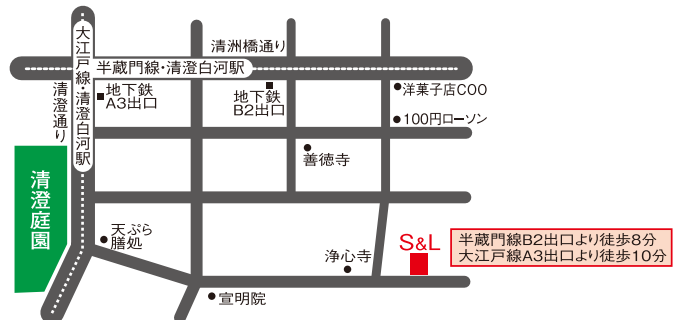 清洲橋通り
大江戸線・清澄白河駅
半蔵門線・清澄白河駅
清澄通り
地下鉄
A3出口
地下鉄
B2出口
洋菓子店COO
100円ローソン
善徳寺
清澄庭園
天ぷら
膳処
浄心寺
S&L
半蔵門線B2出口より徒歩8分
大江戸線A3出口より徒歩10分
宣明院